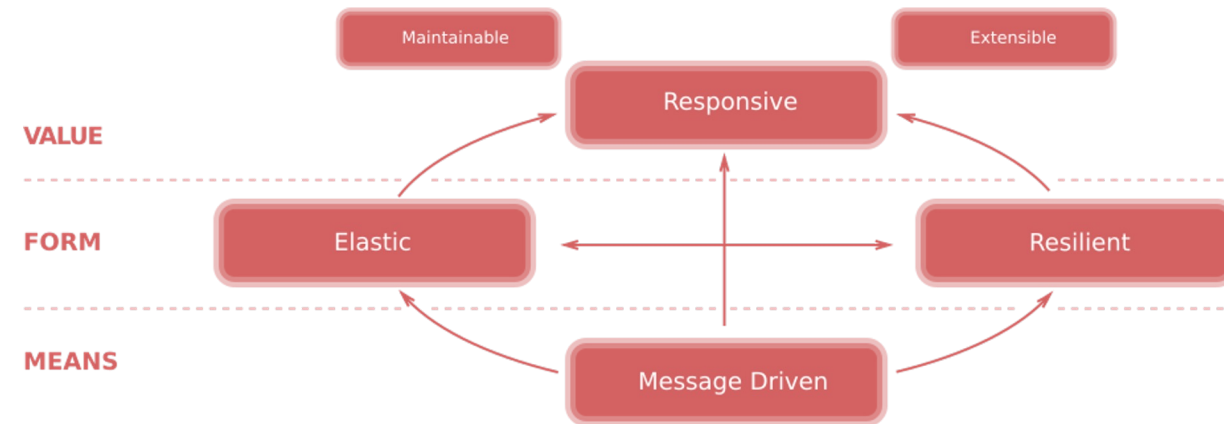 Maintainable
Extensible
Responsive
VALUE
FORM
Elastic
Resilient
MEANS
Message Driven